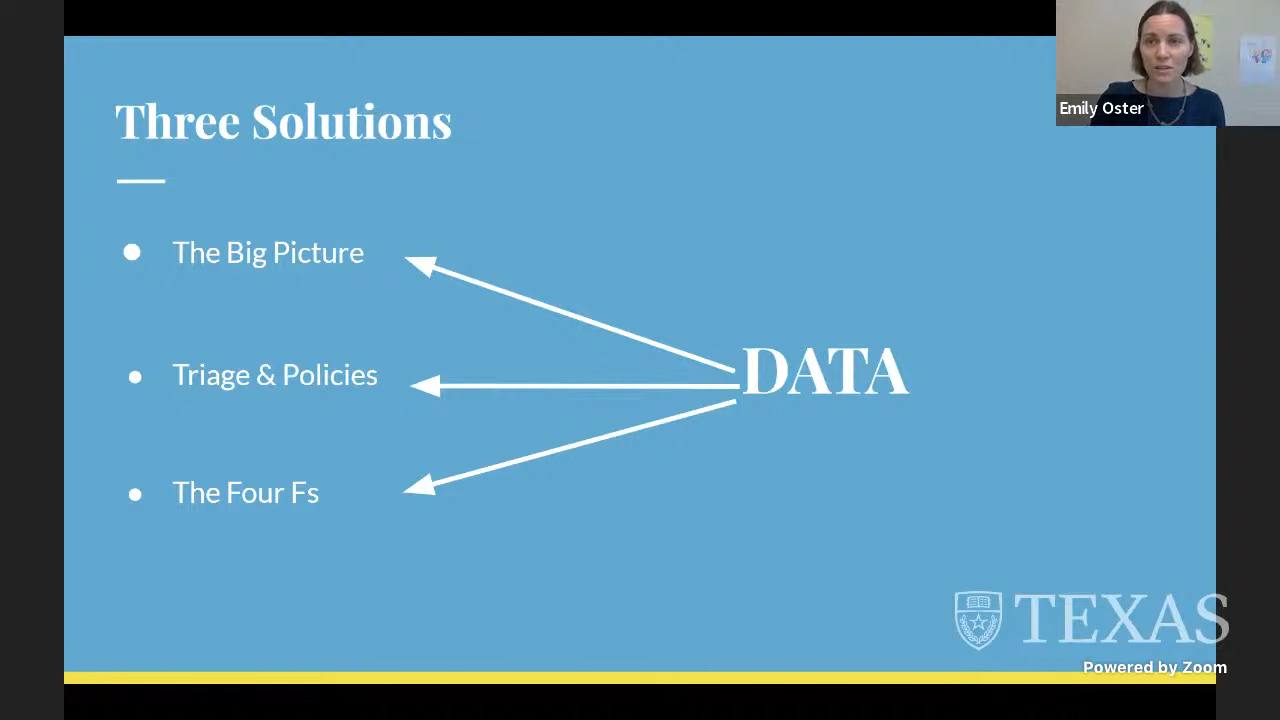 Three Solutions
Emily Oster
The Big Picture
Triage & Policies
The Four Fs
DATA
TEXAS
Powered by Zoom